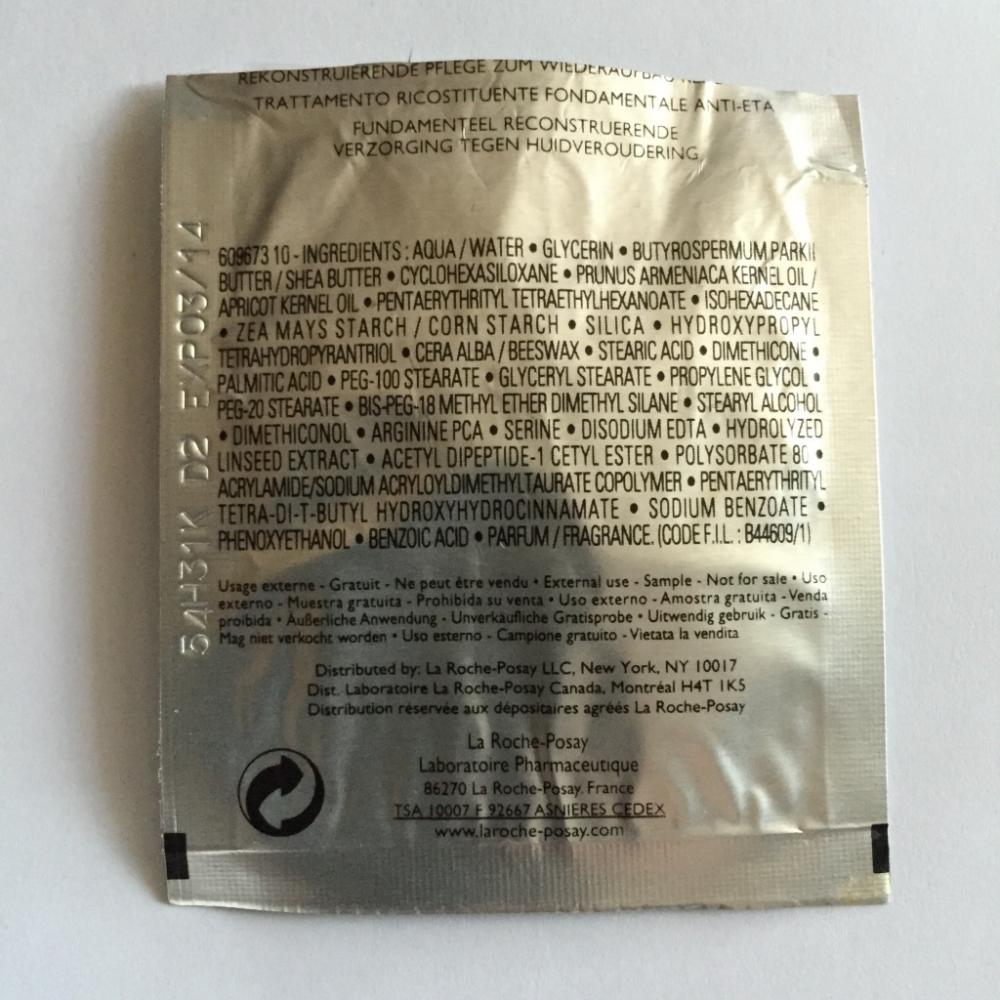 REKONSTRUIERENDE PFLEGE ZUM WIEDERAUFBAU
TRATTAMENTO RICOSTITUENTE FONDAMENTALE ANTI-ETA
FUNDAMENTEEL RECONSTRUERENDE
VERZORGING TEGEN HUIDVEROUDERING
609673 10 - INGREDIENTS : AQUA / WATER • GLYCERIN • BUTYROSPERMUM PARKII
BUTTER / SHEA BUTTER • CYCLOHEXASILOXANE • PRUNUS ARMENIACA KERNEL OIL /
APRICOT KERNEL OIL • PENTAERYTHRITYL TETRAETHYLHEXANOATE • ISOHEXADECANE
• ZEA MAYS STARCH / CORN STARCH • SILICA • HYDROXYPROPYL
TETRAHYDROPYRANTRIOL • CERA ALBA / BEESWAX • STEARIC ACID • DIMETHICONE •
PALMITIC ACID • PEG-100 STEARATE • GLYCERYL STEARATE • PROPYLENE GLYCOL •
PEG-20 STEARATE • BIS-PEG-18 METHYL ETHER DIMETHYL SILANE • STEARYL ALCOHOL
• DIMETHICONOL • ARGININE PCA • SERINE • DISODIUM EDTA • HYDROLYZED
LINSEED EXTRACT • ACETYL DIPEPTIDE-1 CETYL ESTER • POLYSORBATE 80 •
ACRYLAMIDE/SODIUM ACRYLOYLDIMETHYLTAURATE COPOLYMER • PENTAERYTHRITYL
TETRA-DI-T-BUTYL HYDROXYHYDROCINNAMATE • SODIUM BENZOATE •
PHENOXYETHANOL • BENZOIC ACID • PARFUM / FRAGRANCE. (CODE F.I.L. : B44609/1)
Usage externe - Gratuit - Ne peut être vendu • External use - Sample - Not for sale • Uso
externo - Muestra gratuita - Prohibida su venta • Uso externo - Amostra gratuita - Venda
proibida • Äußerliche Anwendung - Unverkäufliche Gratisprobe • Uitwendig gebruik - Gratis -
Mag niet verkocht worden • Uso esterno - Campione gratuito - Vietata la vendita
Distributed by: La Roche-Posay LLC, New York, NY 10017
Dist. Laboratoire La Roche-Posay Canada, Montréal H4T 1K5
Distribution réservée aux dépositaires agréés La Roche-Posay
La Roche-Posay
Laboratoire Pharmaceutique
86270 La Roche-Posay. France
TSA 10007 F 92667 ASNIERES CEDEX
www.laroche-posay.com
54H31K D2 EXP03/14